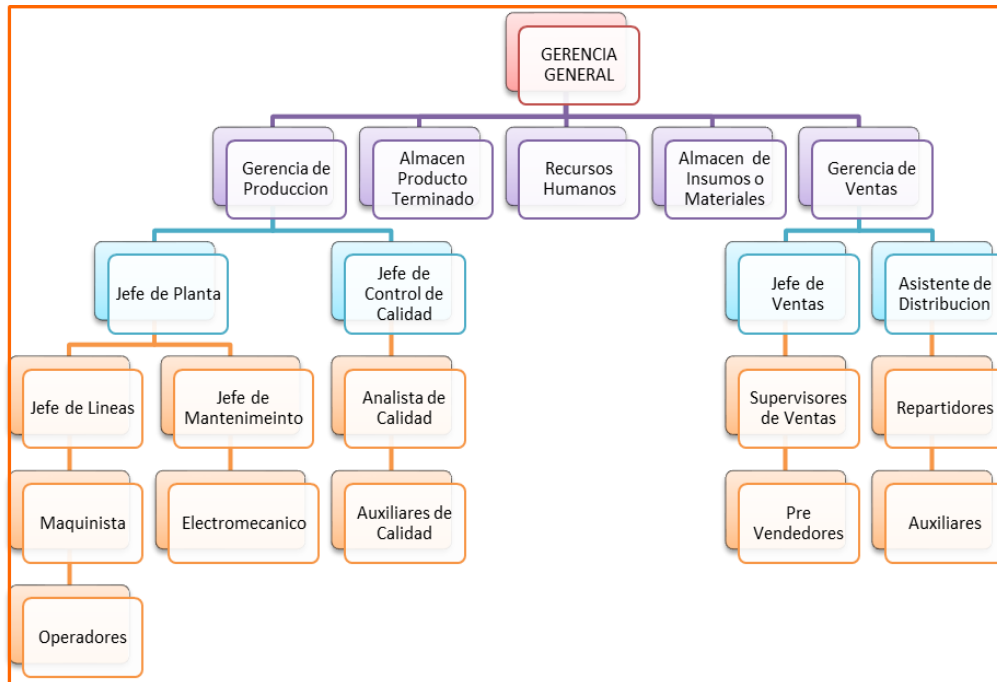 GERENCIA
GENERAL
Gerencia de
Produccion
Almacen
Producto
Terminado
Recursos
Humanos
Almacen de
Insumos o
Materiales
Gerencia de
Ventas
Jefe de Planta
Jefe de
Control de
Calidad
Jefe de
Ventas
Asistente de
Distribucion
Jefe de Lineas
Jefe de
Mantenimeinto
Analista de
Calidad
Supervisores
de Ventas
Repartidores
Maquinista
Electromecanico
Auxiliares de
Calidad
Pre
Vendedores
Auxiliares
Operadores